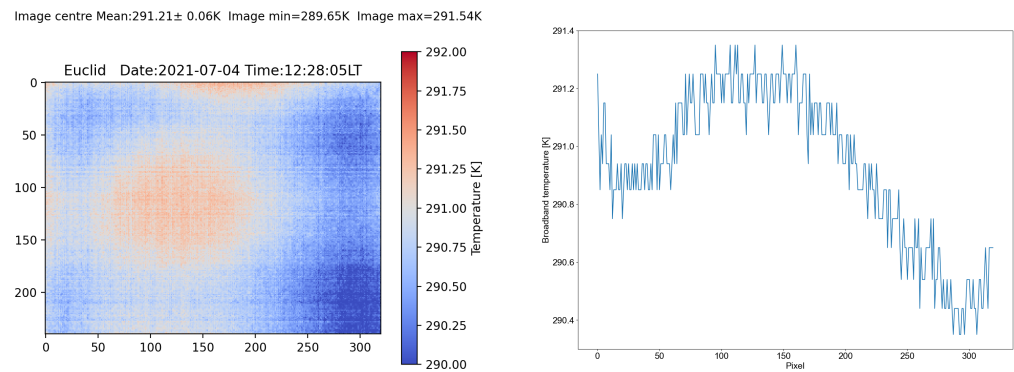 Image centre Mean:291.21± 0.06K  Image min=289.65K  Image max=291.54K
Euclid   Date:2021-07-04 Time:12:28:05LT
0
50
100
150
200
0 50 100 150 200 250 300
292.00
291.75
291.50
291.25
291.00
290.75
290.50
290.25
290.00
Temperature [K]
291.4
291.2
291.0
290.8
290.6
290.4
Broadband temperature [K]
0 50 100 150 200 250 300
Pixel